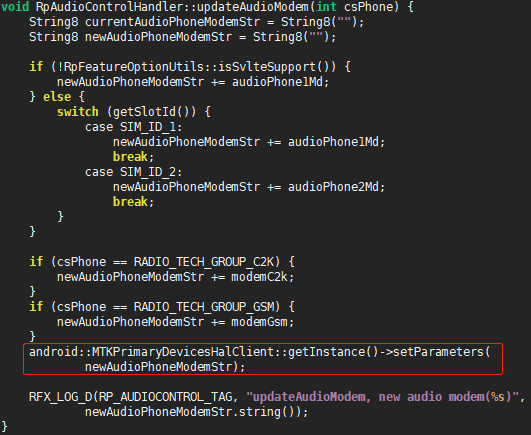 void RpAudioControlHandler::updateAudioModem(int csPhone) {
    String8 currentAudioPhoneModemStr = String8("");
    String8 newAudioPhoneModemStr = String8("");

    if (!RpFeatureOptionUtils::isSvlteSupport()) {
        newAudioPhoneModemStr += audioPhone1Md;
    } else {
        switch (getSlotId()) {
            case SIM_ID_1:
                newAudioPhoneModemStr += audioPhone1Md;
                break;
            case SIM_ID_2:
                newAudioPhoneModemStr += audioPhone2Md;
                break;
        }
    }

    if (csPhone == RADIO_TECH_GROUP_C2K) {
        newAudioPhoneModemStr += modemC2k;
    }
    if (csPhone == RADIO_TECH_GROUP_GSM) {
        newAudioPhoneModemStr += modemGsm;
    }
    android::MTKPrimaryDevicesHalClient::getInstance()->setParameters(
            newAudioPhoneModemStr);

    RFX_LOG_D(RP_AUDIOCONTROL_TAG, "updateAudioModem, new audio modem(%s)",
            newAudioPhoneModemStr.string());
}